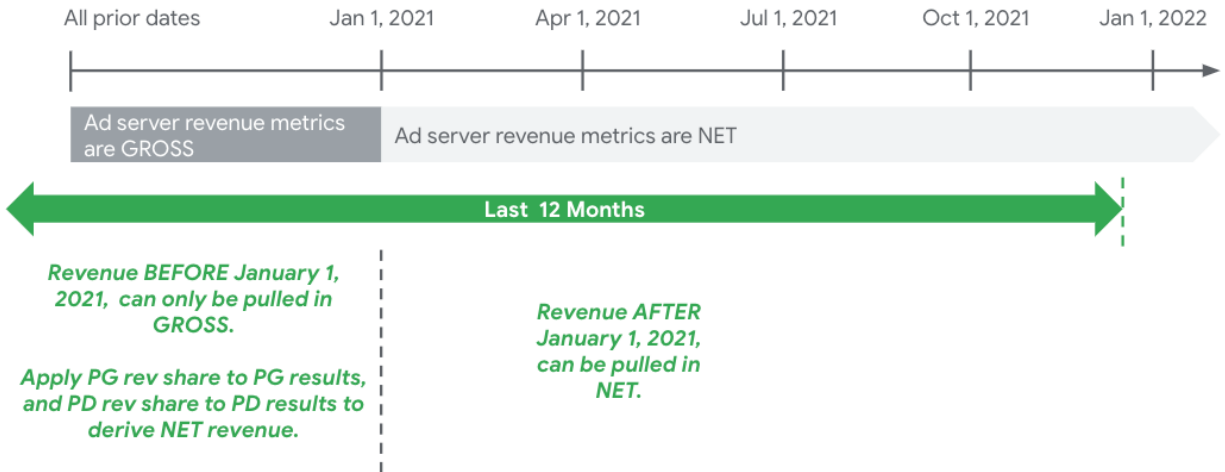 All prior dates
Jan 1, 2021
Apr 1, 2021
Jul 1, 2021
Oct 1, 2021
Jan 1, 2022
Ad server revenue metrics
are GROSS
Ad server revenue metrics are NET
Last 12 Months
Revenue BEFORE January 1,
2021, can only be pulled in
GROSS.
Apply PG rev share to PG results,
and PD rev share to PD results to
derive NET revenue.
Revenue AFTER
January 1, 2021,
can be pulled in
NET.